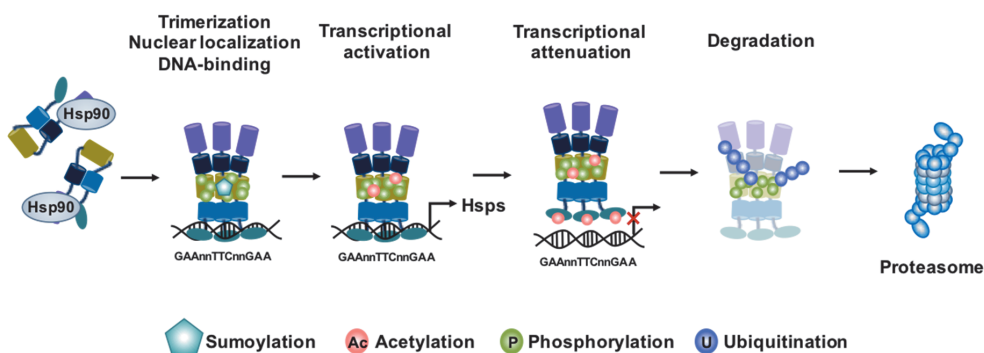 Trimerization
Nuclear localization
DNA-binding
Transcriptional
activation
Transcriptional
attenuation
Degradation
Hsp90
Hsp90
Hsps
GAAnnTTCnnGAA
GAAnnTTCnnGAA
GAAnnTTCnnGAA
Proteasome
Sumoylation
Ac Acetylation
P Phosphorylation
U Ubiquitination